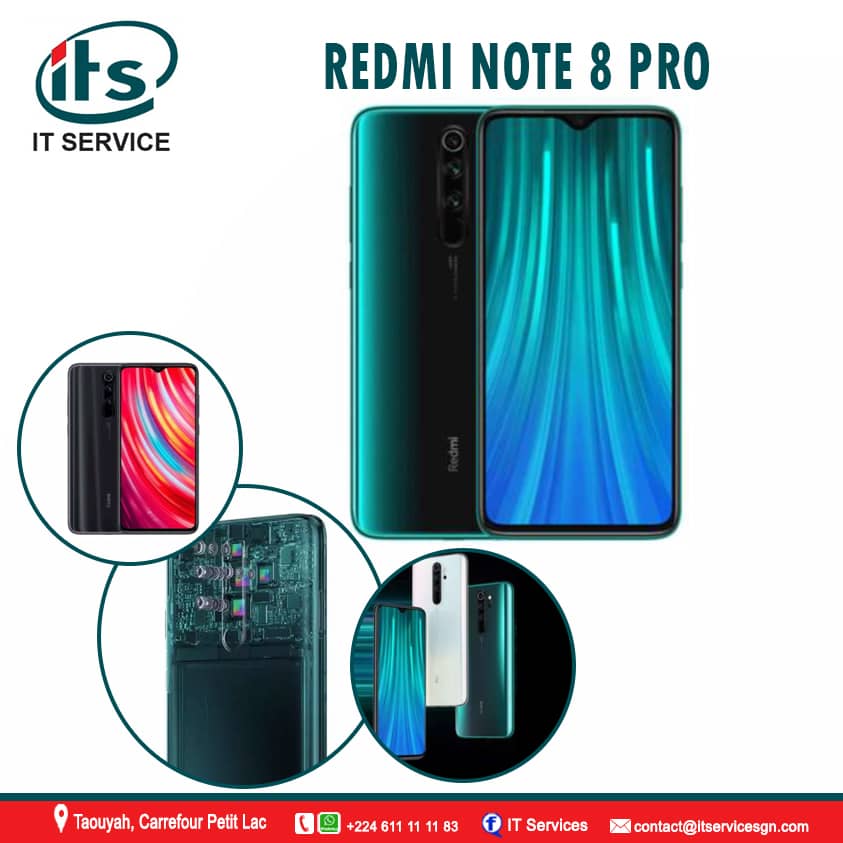 its
IT SERVICE
REDMI NOTE 8 PRO
Redmi
Taouyah, Carrefour Petit Lac
+224 611 11 11 83
IT Services
contact@itservicesgn.com